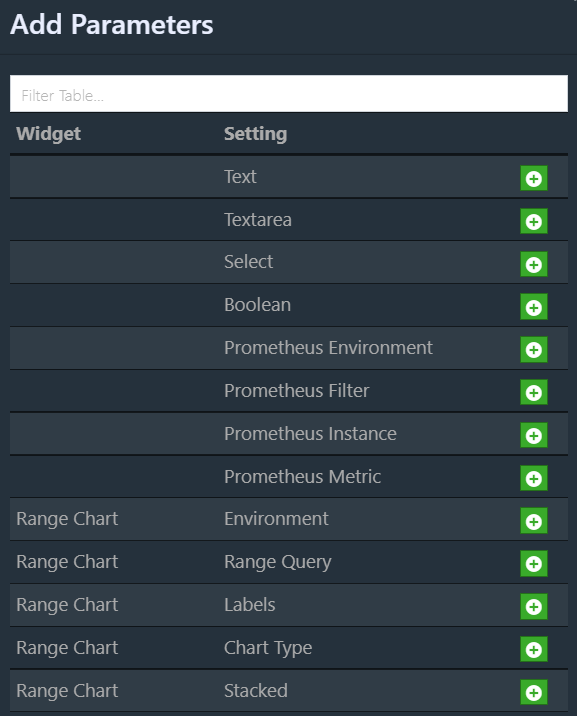 Add Parameters
Filter Table...
Widget Setting
Text
Textarea
Select
Boolean
Prometheus Environment
Prometheus Filter
Prometheus Instance
Prometheus Metric
Range Chart Environment
Range Chart Range Query
Range Chart Labels
Range Chart Chart Type
Range Chart Stacked